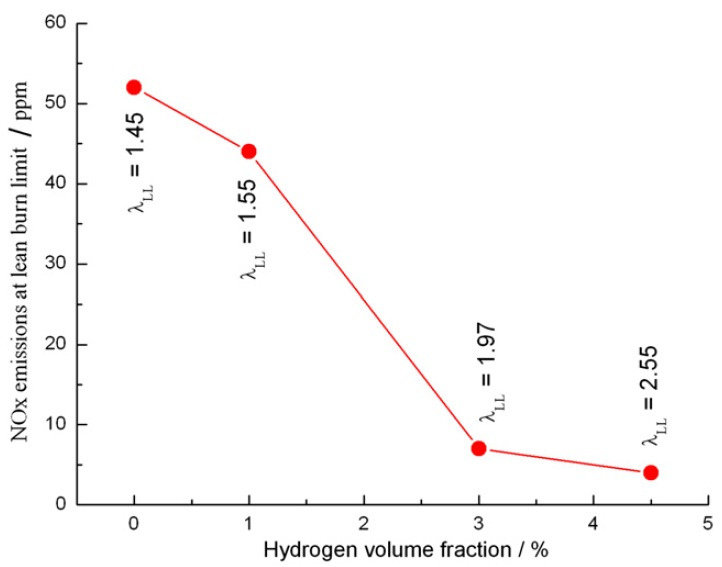 60
50
40
30
20
10
0
NOx emissions at lean burn limit / ppm
λLL = 1.45
λLL = 1.55
λLL = 1.97
λLL = 2.55
0 1 2 3 4 5
Hydrogen volume fraction / %